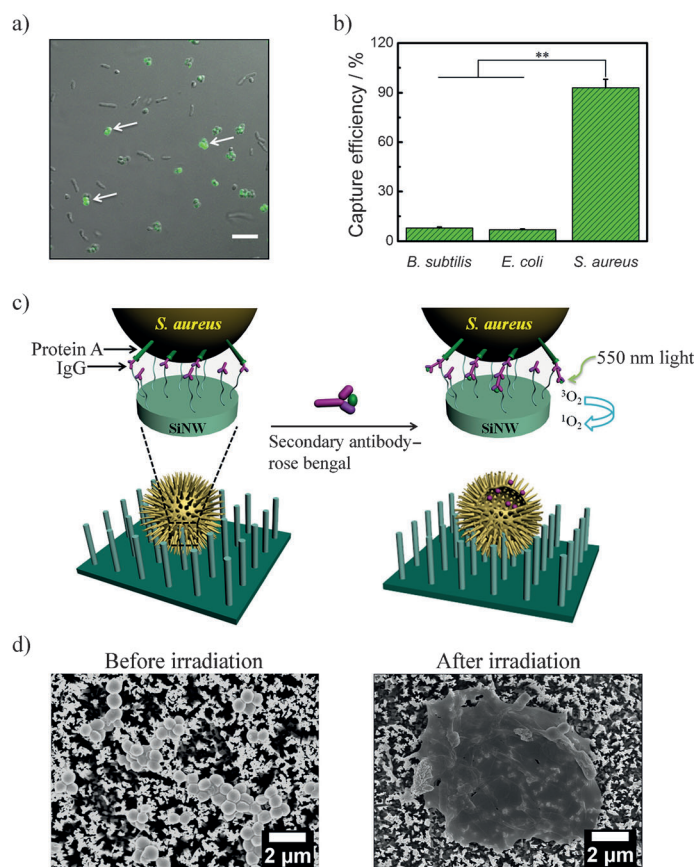 a)
b)
Capture efficiency / %
120
90
60
30
0
**
B. subtilis
E. coli
S. aureus
c)
S. aureus
Protein A
IgG
SiNW
Secondary antibody–
rose bengal
S. aureus
550 nm light
³O₂
¹O₂
SiNW
d)
Before irradiation
After irradiation
2 μm
2 μm